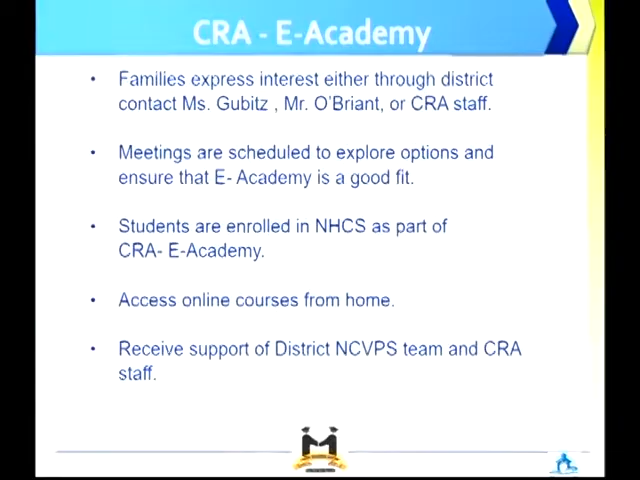 CRA - E-Academy
• Families express interest either through district
contact Ms. Gubitz , Mr. O'Briant, or CRA staff.
• Meetings are scheduled to explore options and
ensure that E- Academy is a good fit.
• Students are enrolled in NHCS as part of
CRA- E-Academy.
• Access online courses from home.
• Receive support of District NCVPS team and CRA
staff.